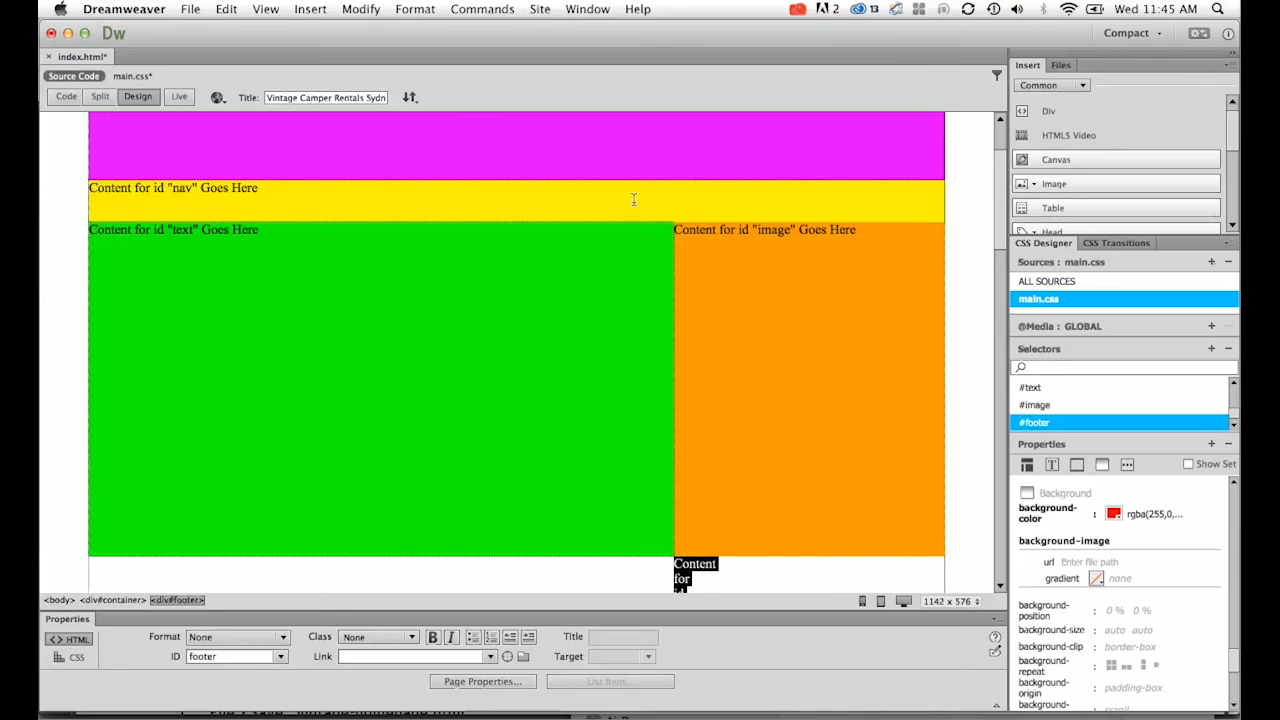 Dreamweaver File Edit View Insert Modify Format Commands Site Window Help 2 13 Wed 11:45 AM
Dw Compact
× index.html*
Source Code main.css*
Code Split Design Live Title: Vintage Camper Rentals Sydn
Content for id "nav" Goes Here
Content for id "text" Goes Here
Content for id "image" Goes Here
Content
for
id
<body> <div#container> <div#footer> 1142 x 576
Properties
<> HTML Format None Class None B I Title
CSS ID footer Link Target
Page Properties... List Item...
Insert Files
Common
Div
HTML5 Video
Canvas
Image
Table
Head
CSS Designer CSS Transitions
Sources : main.css
ALL SOURCES
main.css
@Media : GLOBAL
Selectors
#text
#image
#footer
Properties
T Show Set
Background
background-
color : rgba(255,0,...
background-image
url Enter file path
gradient none
background-
position : 0 % 0 %
background-size : auto auto
background-clip : border-box
background-
repeat :
background-
origin : padding-box
background- : scroll